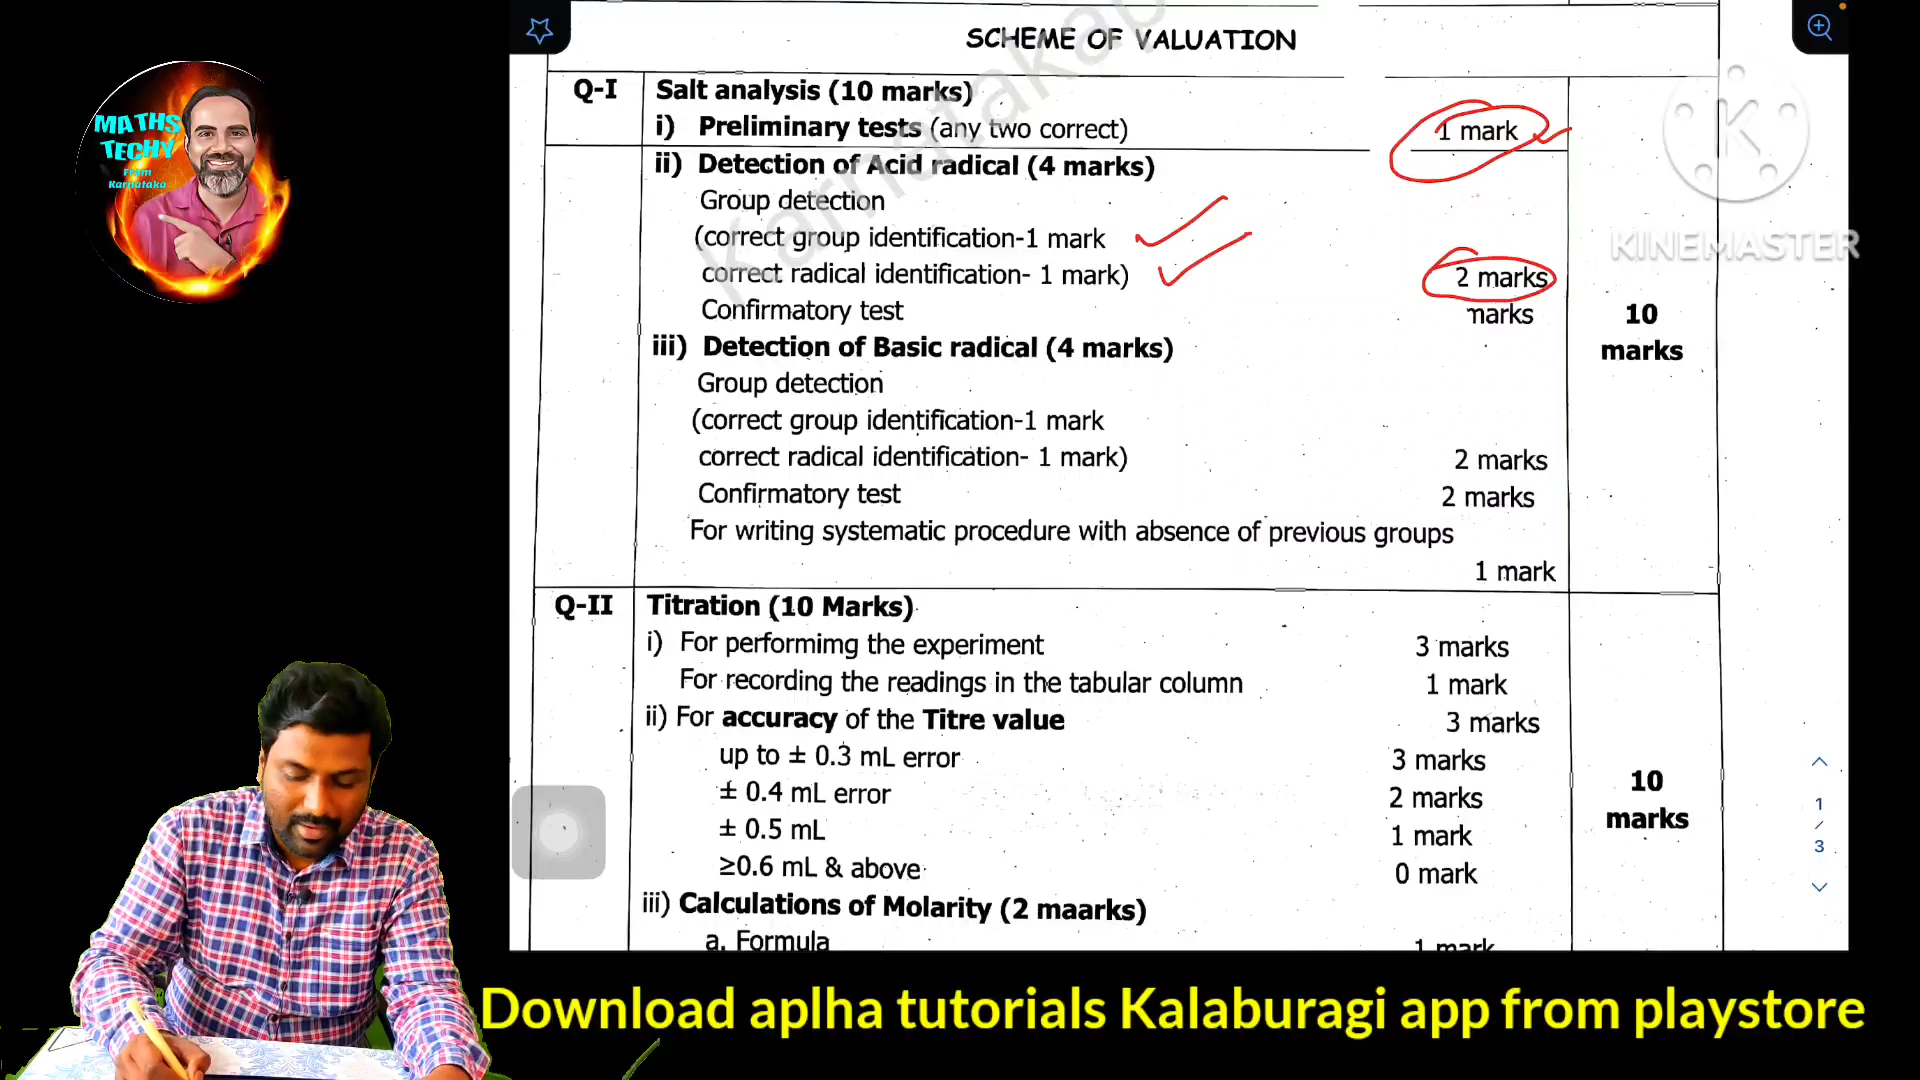 SCHEME OF VALUATION
Q-I
Salt analysis (10 marks)
i) Preliminary tests (any two correct) 1 mark
ii) Detection of Acid radical (4 marks)
Group detection
(correct group identification-1 mark
correct radical identification- 1 mark) 2 marks
Confirmatory test marks
iii) Detection of Basic radical (4 marks)
Group detection
(correct group identification-1 mark
correct radical identification- 1 mark) 2 marks
Confirmatory test 2 marks
For writing systematic procedure with absence of previous groups
1 mark
10
marks
Q-II
Titration (10 Marks)
i) For performimg the experiment 3 marks
For recording the readings in the tabular column 1 mark
ii) For accuracy of the Titre value 3 marks
up to ± 0.3 mL error 3 marks
± 0.4 mL error 2 marks
± 0.5 mL 1 mark
≥0.6 mL & above 0 mark
iii) Calculations of Molarity (2 maarks)
a. Formula 1 mark
10
marks
MATHS
TECHY
From
Karnataka
K
KINEMASTER
1
/
3
Download aplha tutorials Kalaburagi app from playstore